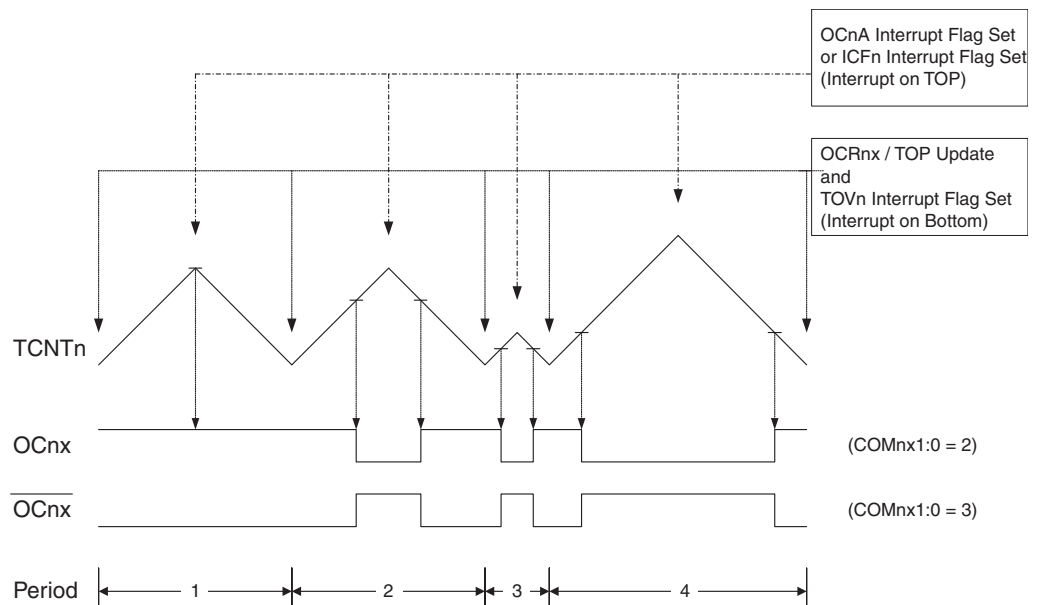 OCnA Interrupt Flag Set
or ICFn Interrupt Flag Set
(Interrupt on TOP)
OCRnx / TOP Update
and
TOVn Interrupt Flag Set
(Interrupt on Bottom)
TCNTn
OCnx
(COMnx1:0 = 2)
OCnx
(COMnx1:0 = 3)
Period
1
2
3
4